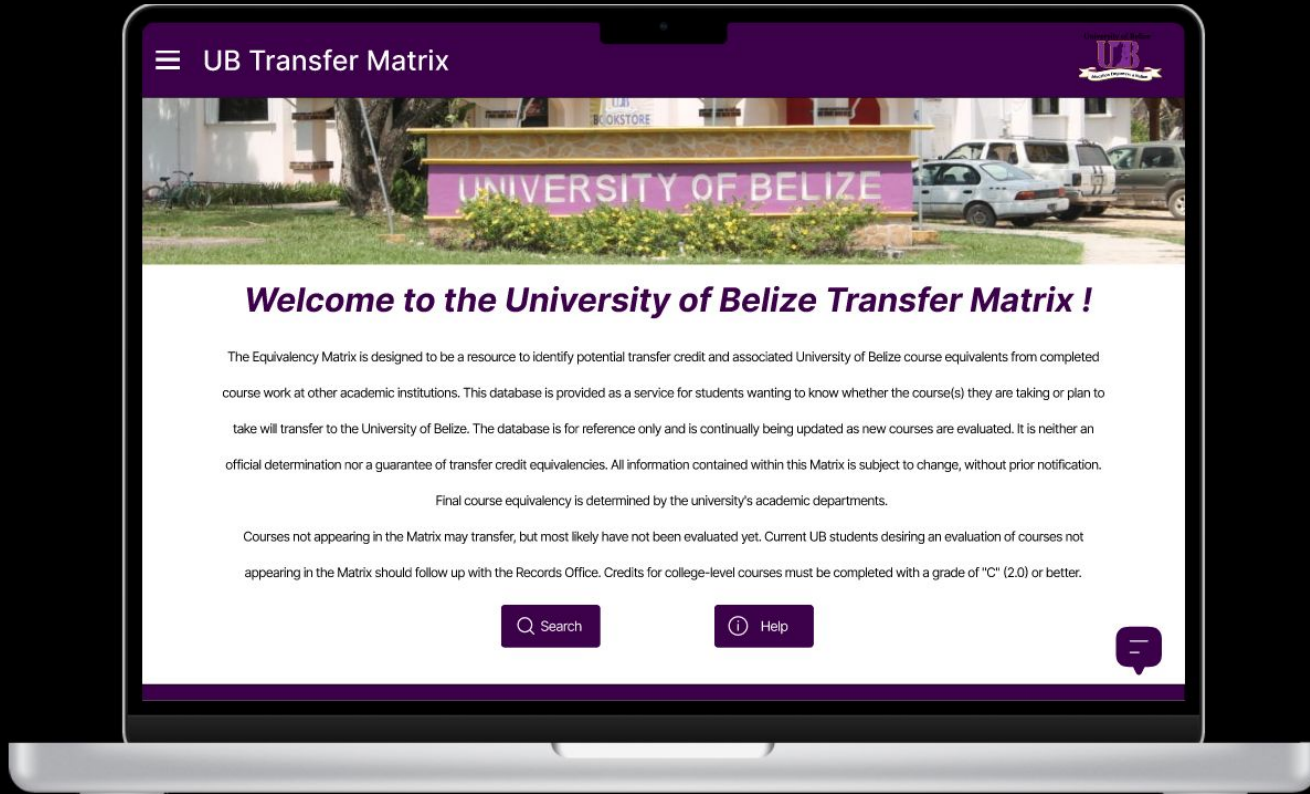 UB Transfer Matrix
University of Belize
UB
BOOKSTORE
UNIVERSITY OF BELIZE
Welcome to the University of Belize Transfer Matrix !
The Equivalency Matrix is designed to be a resource to identify potential transfer credit and associated University of Belize course equivalents from completed
course work at other academic institutions. This database is provided as a service for students wanting to know whether the course(s) they are taking or plan to
take will transfer to the University of Belize. The database is for reference only and is continually being updated as new courses are evaluated. It is neither an
official determination nor a guarantee of transfer credit equivalencies. All information contained within this Matrix is subject to change, without prior notification.
Final course equivalency is determined by the university's academic departments.
Courses not appearing in the Matrix may transfer, but most likely have not been evaluated yet. Current UB students desiring an evaluation of courses not
appearing in the Matrix should follow up with the Records Office. Credits for college-level courses must be completed with a grade of "C" (2.0) or better.
Search
Help